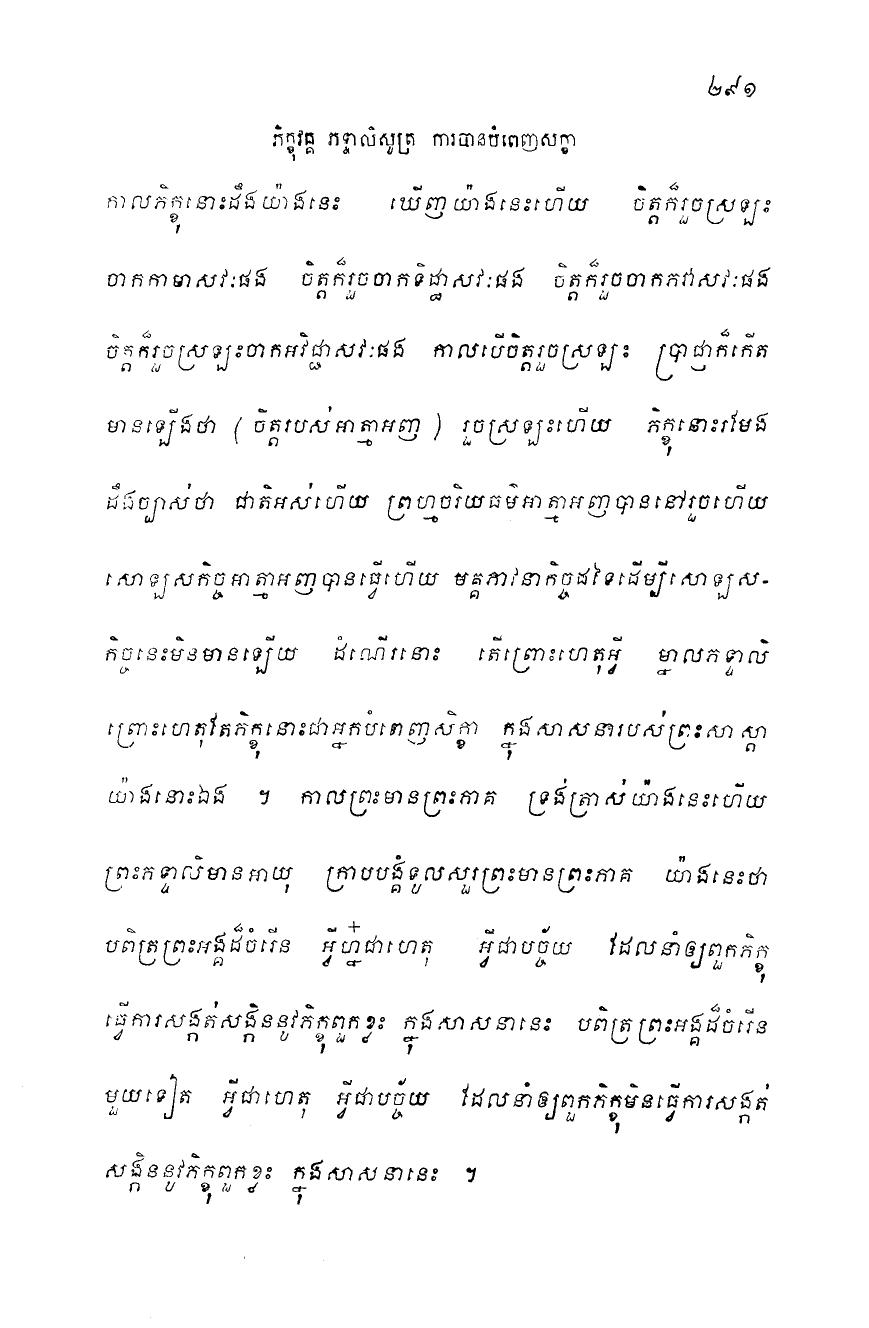 ២៩១
ភិក្ខុវគ្គ ភទ្ទាលិសូត្រ ការបានបំពេញសក្ខា
កាលភិក្ខុនោះដឹងយ៉ាងនេះ ឃើញយ៉ាងនេះហើយ ចិត្តក៏រួចស្រឡះ
ចាកកាមាសវៈផង ចិត្តក៏រួចចាកទិដ្ឋាសវៈផង ចិត្តក៏រួចចាកភវាសវៈផង
ចិត្តក៏រួចស្រឡះចាកអវិជ្ជាសវៈផង កាលបើចិត្តរួចស្រឡះ ប្រាជ្ញាក៏កើត
មានឡើងថា (ចិត្តរបស់អាត្មាអញ) រួចស្រឡះហើយ ភិក្ខុនោះរមែង
ដឹងច្បាស់ថា ជាតិអស់ហើយ ព្រហ្មចរិយធម៌អាត្មាអញបាននៅរួចហើយ
សោឡសកិច្ចអាត្មាអញបានធ្វើហើយ មគ្គភាវនាកិច្ចដទៃដើម្បីសោឡស-
កិច្ចនេះមិនមានឡើយ ដំណើរនោះ តើព្រោះហេតុអ្វី ម្នាលភទ្ទាលិ
ព្រោះហេតុតែភិក្ខុនោះជាអ្នកបំពេញសិក្ខា ក្នុងសាសនារបស់ព្រះសាស្តា
យ៉ាងនោះឯង ។ កាលព្រះមានព្រះភាគ ទ្រង់ត្រាស់យ៉ាងនេះហើយ
ព្រះភទ្ទាលិមានអាយុ ក្រាបបង្គំទូលសួរព្រះមានព្រះភាគ យ៉ាងនេះថា
បពិត្រព្រះអង្គដ៏ចំរើន អ្វីហ្ន៎ជាហេតុ អ្វីជាបច្ច័យ ដែលនាំឲ្យពួកភិក្ខុ
ធ្វើការសង្កត់សង្កិននូវភិក្ខុពួកខ្លះ ក្នុងសាសនានេះ បពិត្រព្រះអង្គដ៏ចំរើន
មួយទៀត អ្វីជាហេតុ អ្វីជាបច្ច័យ ដែលនាំឲ្យពួកភិក្ខុមិនធ្វើការសង្កត់
សង្កិននូវភិក្ខុពួកខ្លះ ក្នុងសាសនានេះ ។